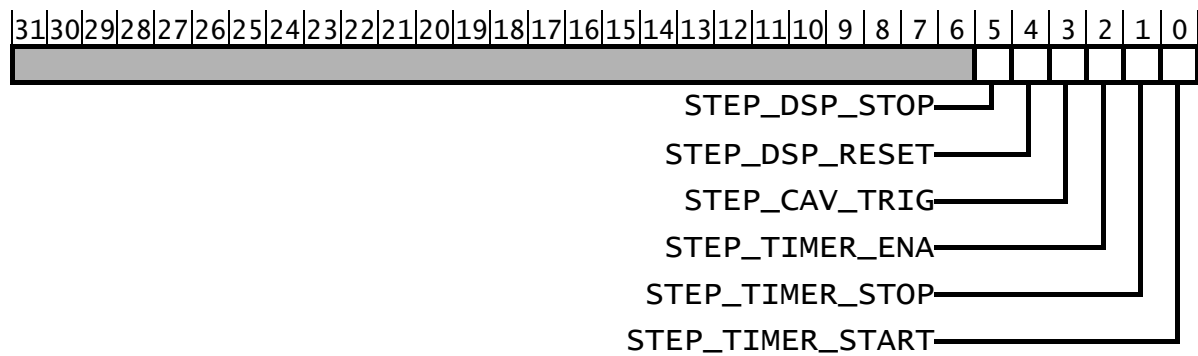 31 30 29 28 27 26 25 24 23 22 21 20 19 18 17 16 15 14 13 12 11 10 9 8 7 6 5 4 3 2 1 0
STEP_DSP_STOP
STEP_DSP_RESET
STEP_CAV_TRIG
STEP_TIMER_ENA
STEP_TIMER_STOP
STEP_TIMER_START